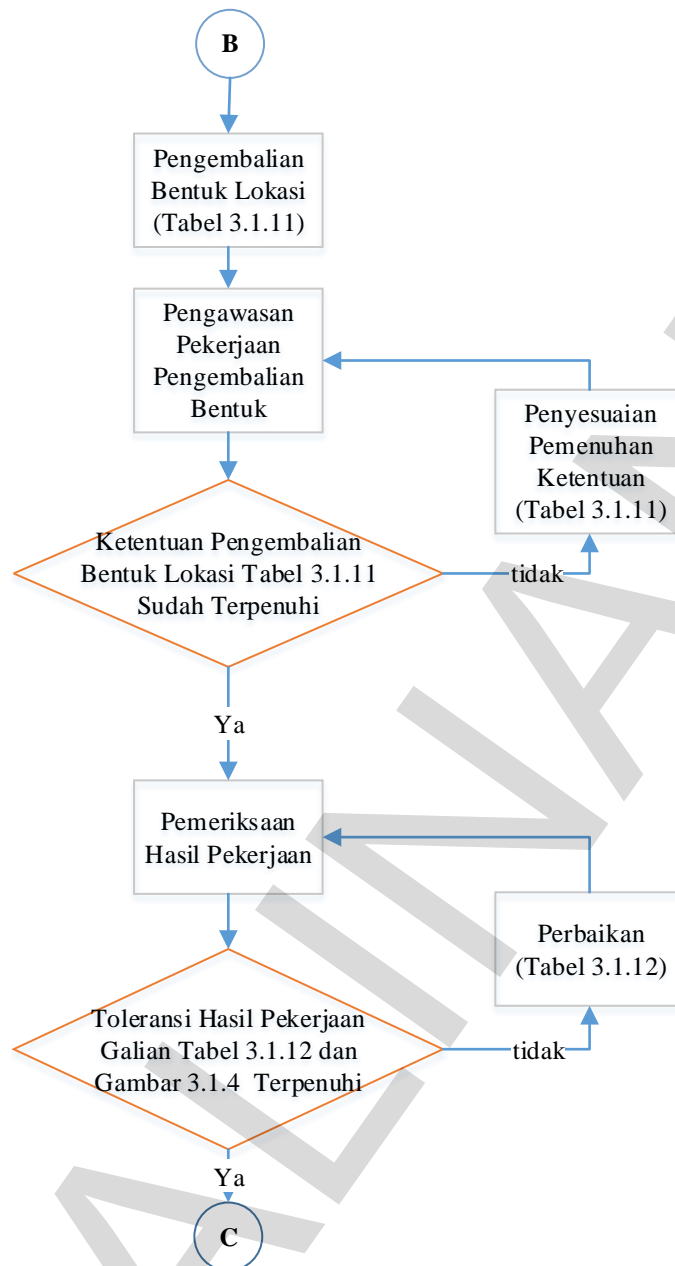 B
Pengembalian
Bentuk Lokasi
(Tabel 3.1.11)
Pengawasan
Pekerjaan
Pengembalian
Bentuk
Penyesuaian
Pemenuhan
Ketentuan
(Tabel 3.1.11)
Ketentuan Pengembalian
Bentuk Lokasi Tabel 3.1.11
Sudah Terpenuhi
tidak
Ya
Pemeriksaan
Hasil Pekerjaan
Perbaikan
(Tabel 3.1.12)
Toleransi Hasil Pekerjaan
Galian Tabel 3.1.12 dan
Gambar 3.1.4 Terpenuhi
tidak
Ya
C